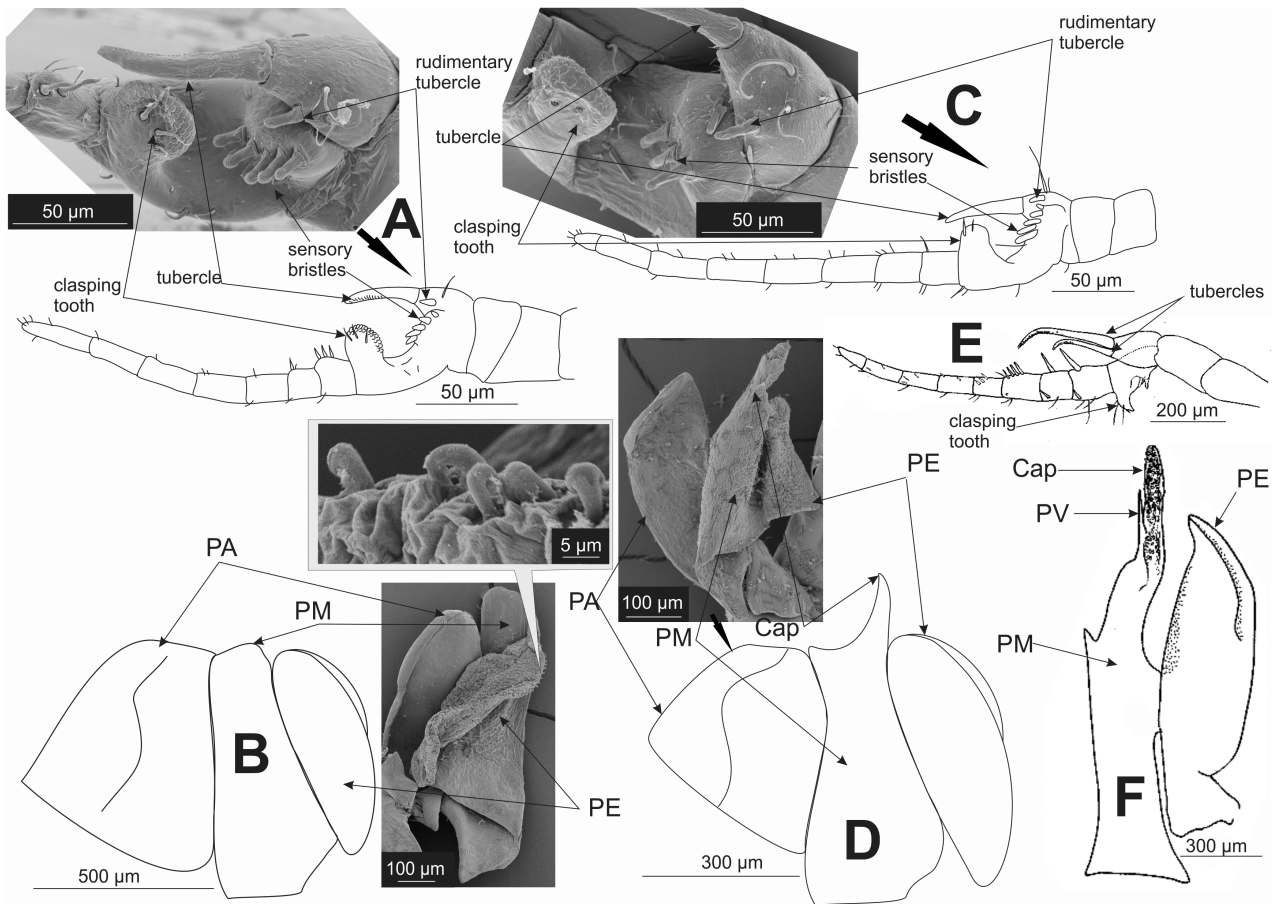 rudimentary
tubercle
50 µm
A
sensory
bristles
tubercle
clasping
tooth
50 µm
rudimentary
tubercle
C
tubercle
sensory
bristles
50 µm
clasping
tooth
50 µm
tubercles
E
clasping
tooth
200 µm
5 µm
PA
PM
B
PE
500 µm
100 µm
PE
100 µm
PA
PM
Cap
D
300 µm
Cap
PV
PE
PM
F
300 µm